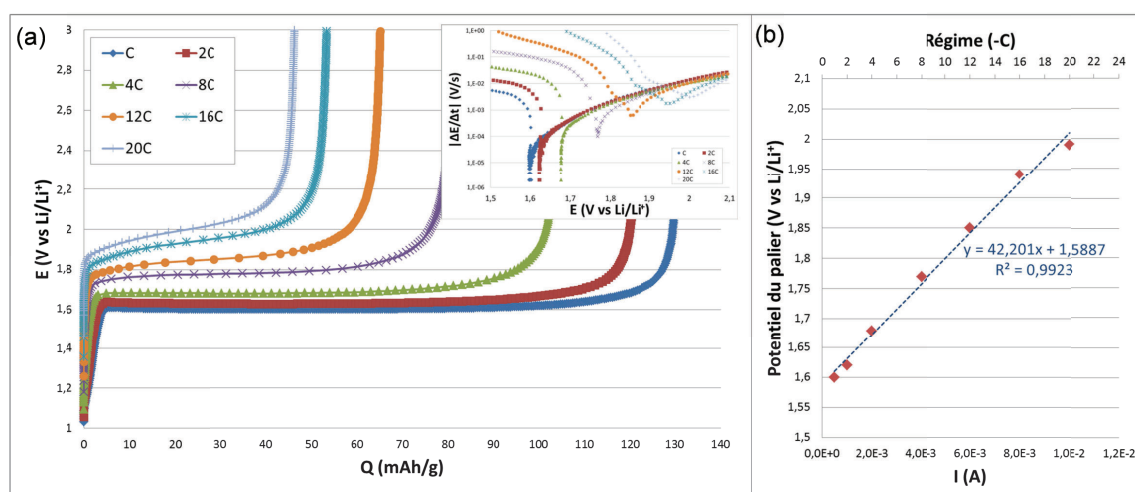 (a)
E (V vs Li/Li⁺)
3
2,8
2,6
2,4
2,2
2
1,8
1,6
1,4
1,2
1
0 10 20 30 40 50 60 70 80 90 100 110 120 130 140
Q (mAh/g)
C 2C
4C 8C
12C 16C
20C
|ΔE/Δt| (V/s)
1,E+00
1,E-01
1,E-02
1,E-03
1,E-04
1,E-05
1,E-06
1,5 1,6 1,7 1,8 1,9 2 2,1
E (V vs Li/Li⁺)
C 2C
4C 8C
12C 16C
20C
(b)
Régime (-C)
0 2 4 6 8 10 12 14 16 18 20 22
Potentiel du palier (V vs Li/Li⁺)
2,1
2,05
2
1,95
1,9
1,85
1,8
1,75
1,7
1,65
1,6
1,55
1,5
y = 42,201x + 1,5887
R² = 0,9923
0,0E+0 2,0E-3 4,0E-3 6,0E-3 8,0E-3 1,0E-2 1,2E-2
I (A)